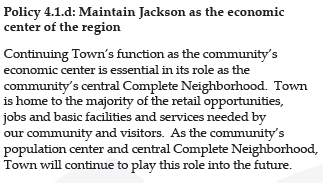 Policy 4.1.d: Maintain Jackson as the economic
center of the region
Continuing Town's function as the community's
economic center is essential in its role as the
community's central Complete Neighborhood.  Town
is home to the majority of the retail opportunities,
jobs and basic facilities and services needed by
our community and visitors.  As the community's
population center and central Complete Neighborhood,
Town will continue to play this role into the future.